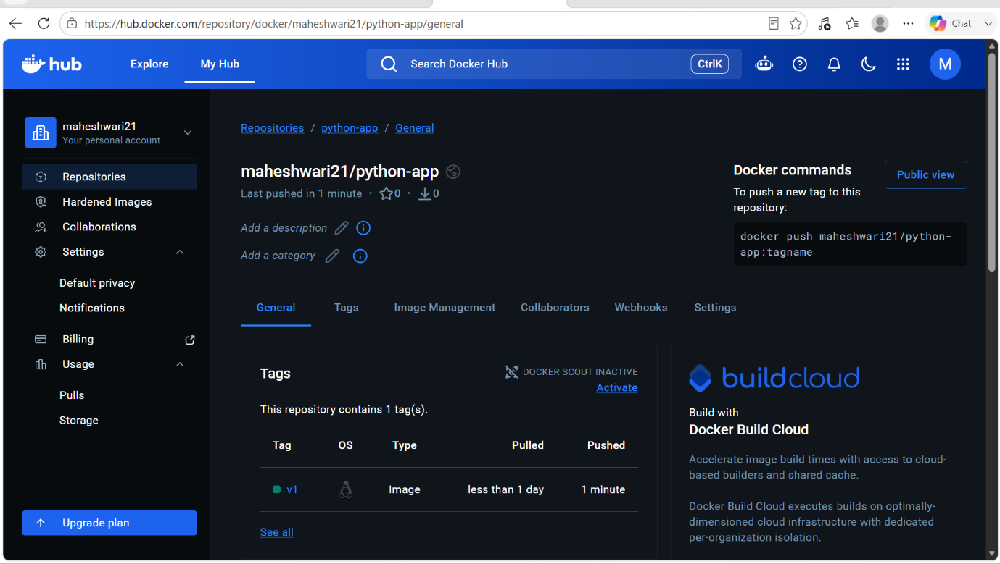 https://hub.docker.com/repository/docker/maheshwari21/python-app/general
Chat
hub
Explore
My Hub
Search Docker Hub
CtrlK
M
maheshwari21
Your personal account
Repositories
Hardened Images
Collaborations
Settings
Default privacy
Notifications
Billing
Usage
Pulls
Storage
Upgrade plan
Repositories / python-app / General
maheshwari21/python-app
Last pushed in 1 minute · 0 · 0
Add a description
Add a category
Docker commands
Public view
To push a new tag to this
repository:
docker push maheshwari21/python-
app:tagname
General Tags Image Management Collaborators Webhooks Settings
Tags
DOCKER SCOUT INACTIVE
Activate
This repository contains 1 tag(s).
Tag OS Type Pulled Pushed
v1 Image less than 1 day 1 minute
See all
buildcloud
Build with
Docker Build Cloud
Accelerate image build times with access to cloud-
based builders and shared cache.
Docker Build Cloud executes builds on optimally-
dimensioned cloud infrastructure with dedicated
per-organization isolation.